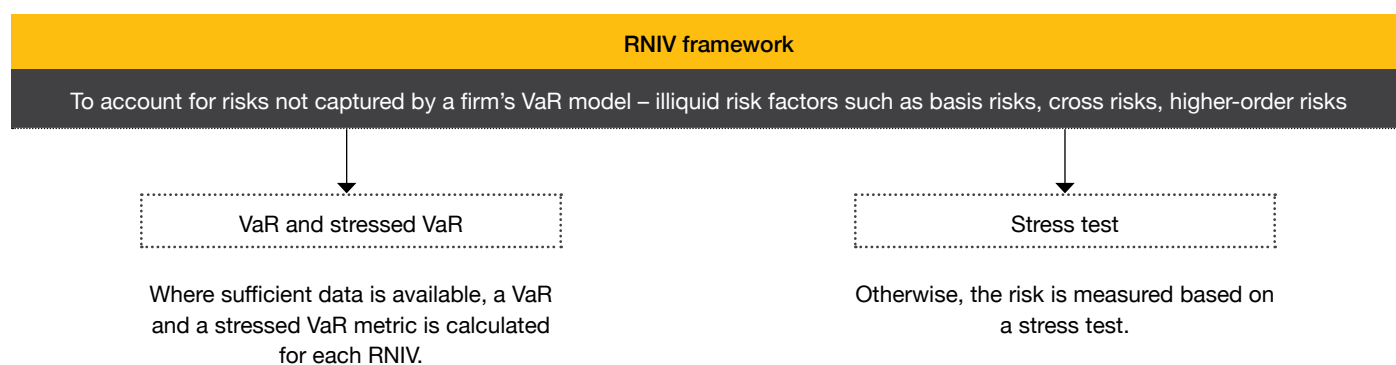 RNIV framework
To account for risks not captured by a firm's VaR model – illiquid risk factors such as basis risks, cross risks, higher-order risks
VaR and stressed VaR
Where sufficient data is available, a VaR
and a stressed VaR metric is calculated
for each RNIV.
Stress test
Otherwise, the risk is measured based on
a stress test.